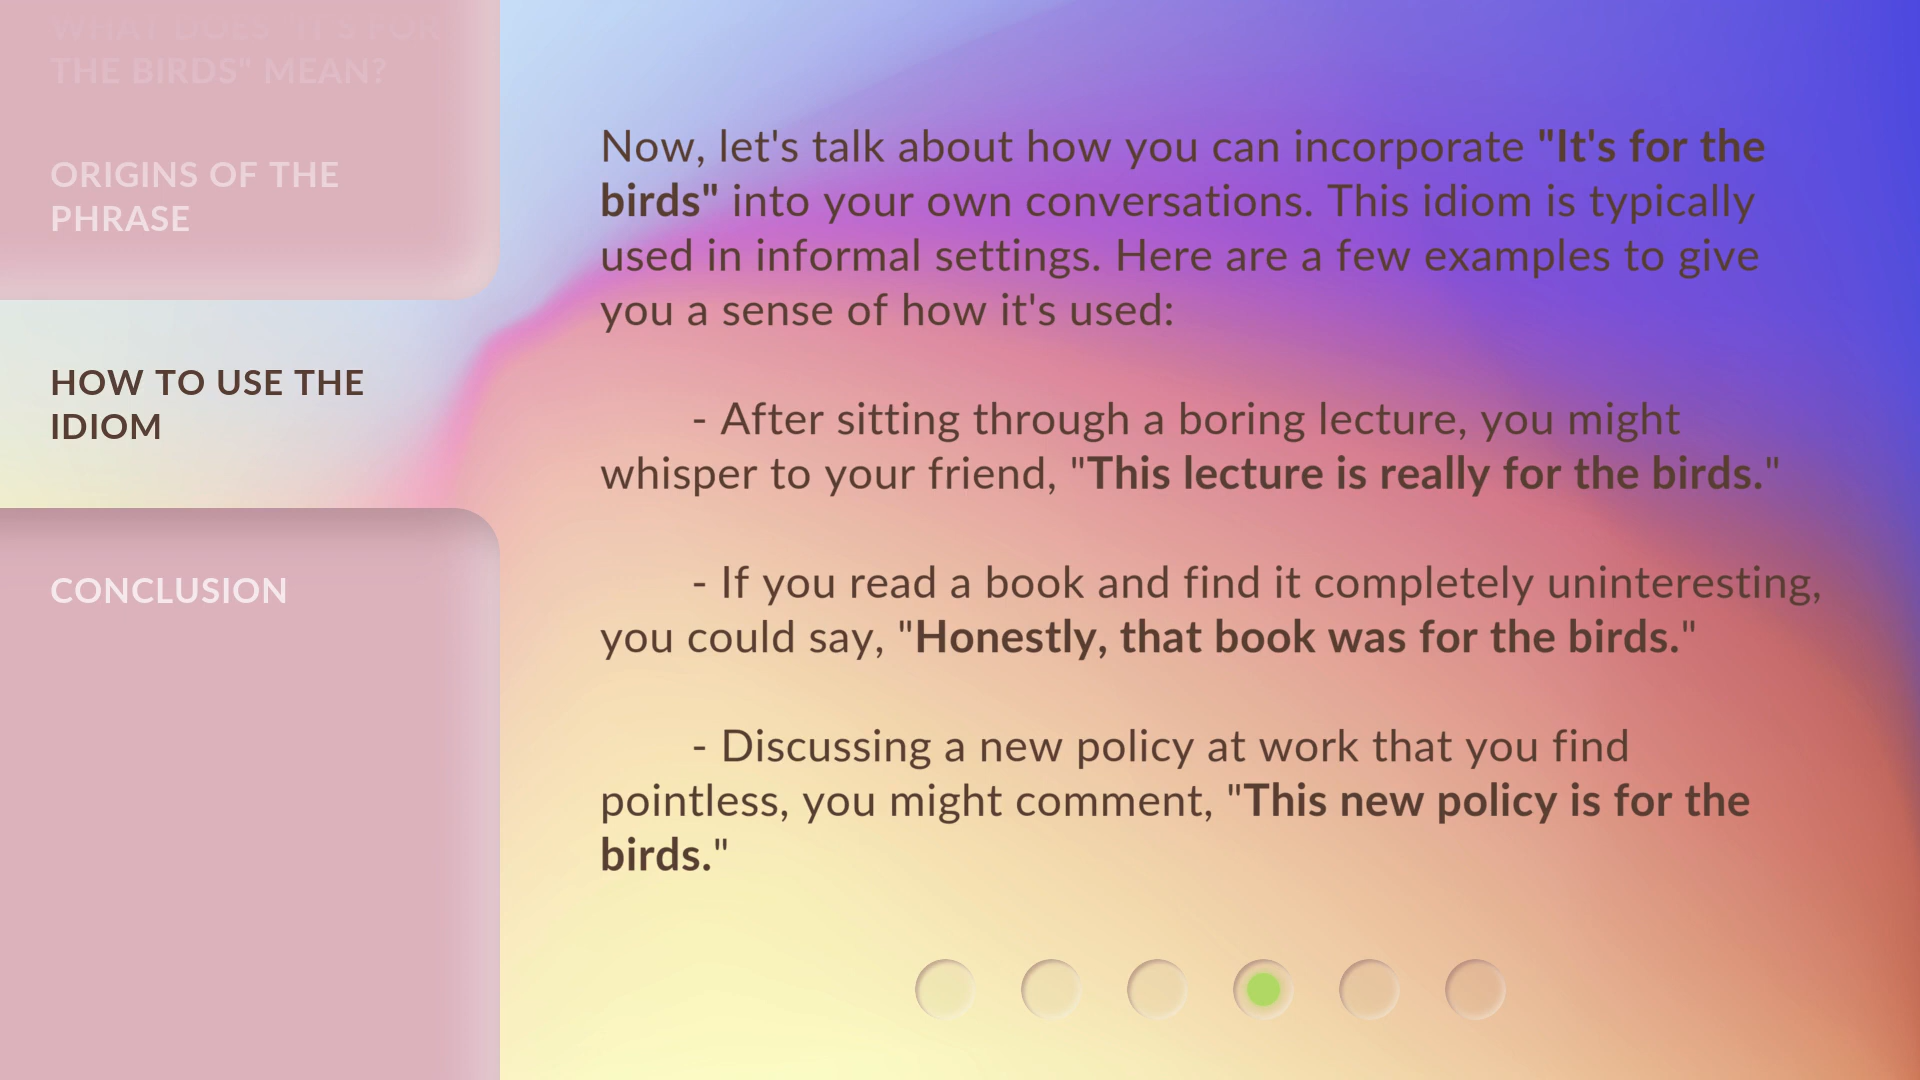 WHAT DOES "IT'S FOR
THE BIRDS" MEAN?
ORIGINS OF THE
PHRASE
HOW TO USE THE
IDIOM
CONCLUSION
Now, let's talk about how you can incorporate "It's for the
birds" into your own conversations. This idiom is typically
used in informal settings. Here are a few examples to give
you a sense of how it's used:
- After sitting through a boring lecture, you might
whisper to your friend, "This lecture is really for the birds."
- If you read a book and find it completely uninteresting,
you could say, "Honestly, that book was for the birds."
- Discussing a new policy at work that you find
pointless, you might comment, "This new policy is for the
birds."